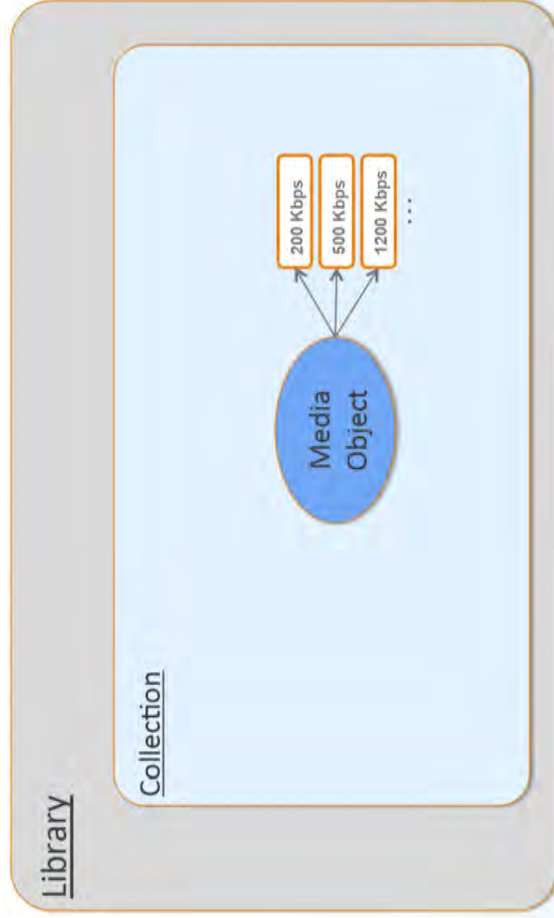 Library
Collection
Media
Object
200 Kbps
500 Kbps
1200 Kbps
...